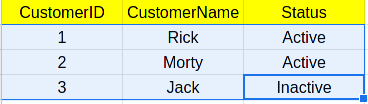 CustomerID CustomerName Status
1 Rick Active
2 Morty Active
3 Jack Inactive